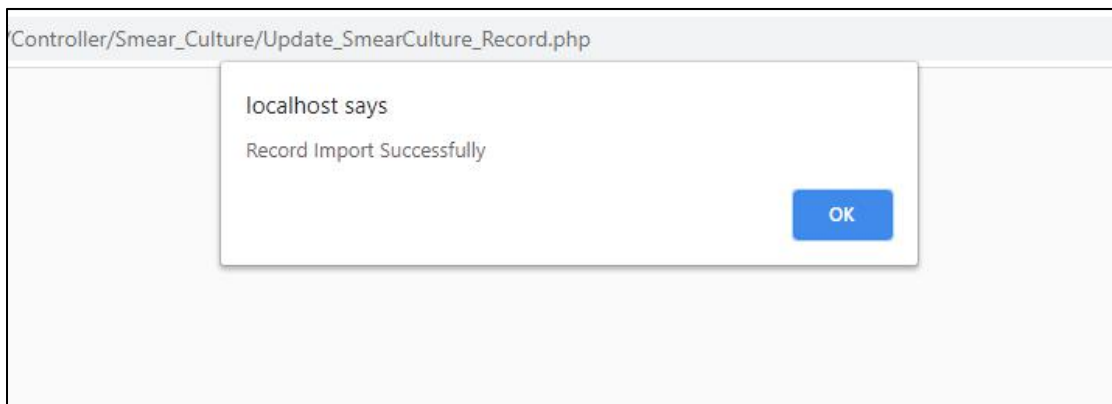 /Controller/Smear_Culture/Update_SmearCulture_Record.php
localhost says
Record Import Successfully
OK